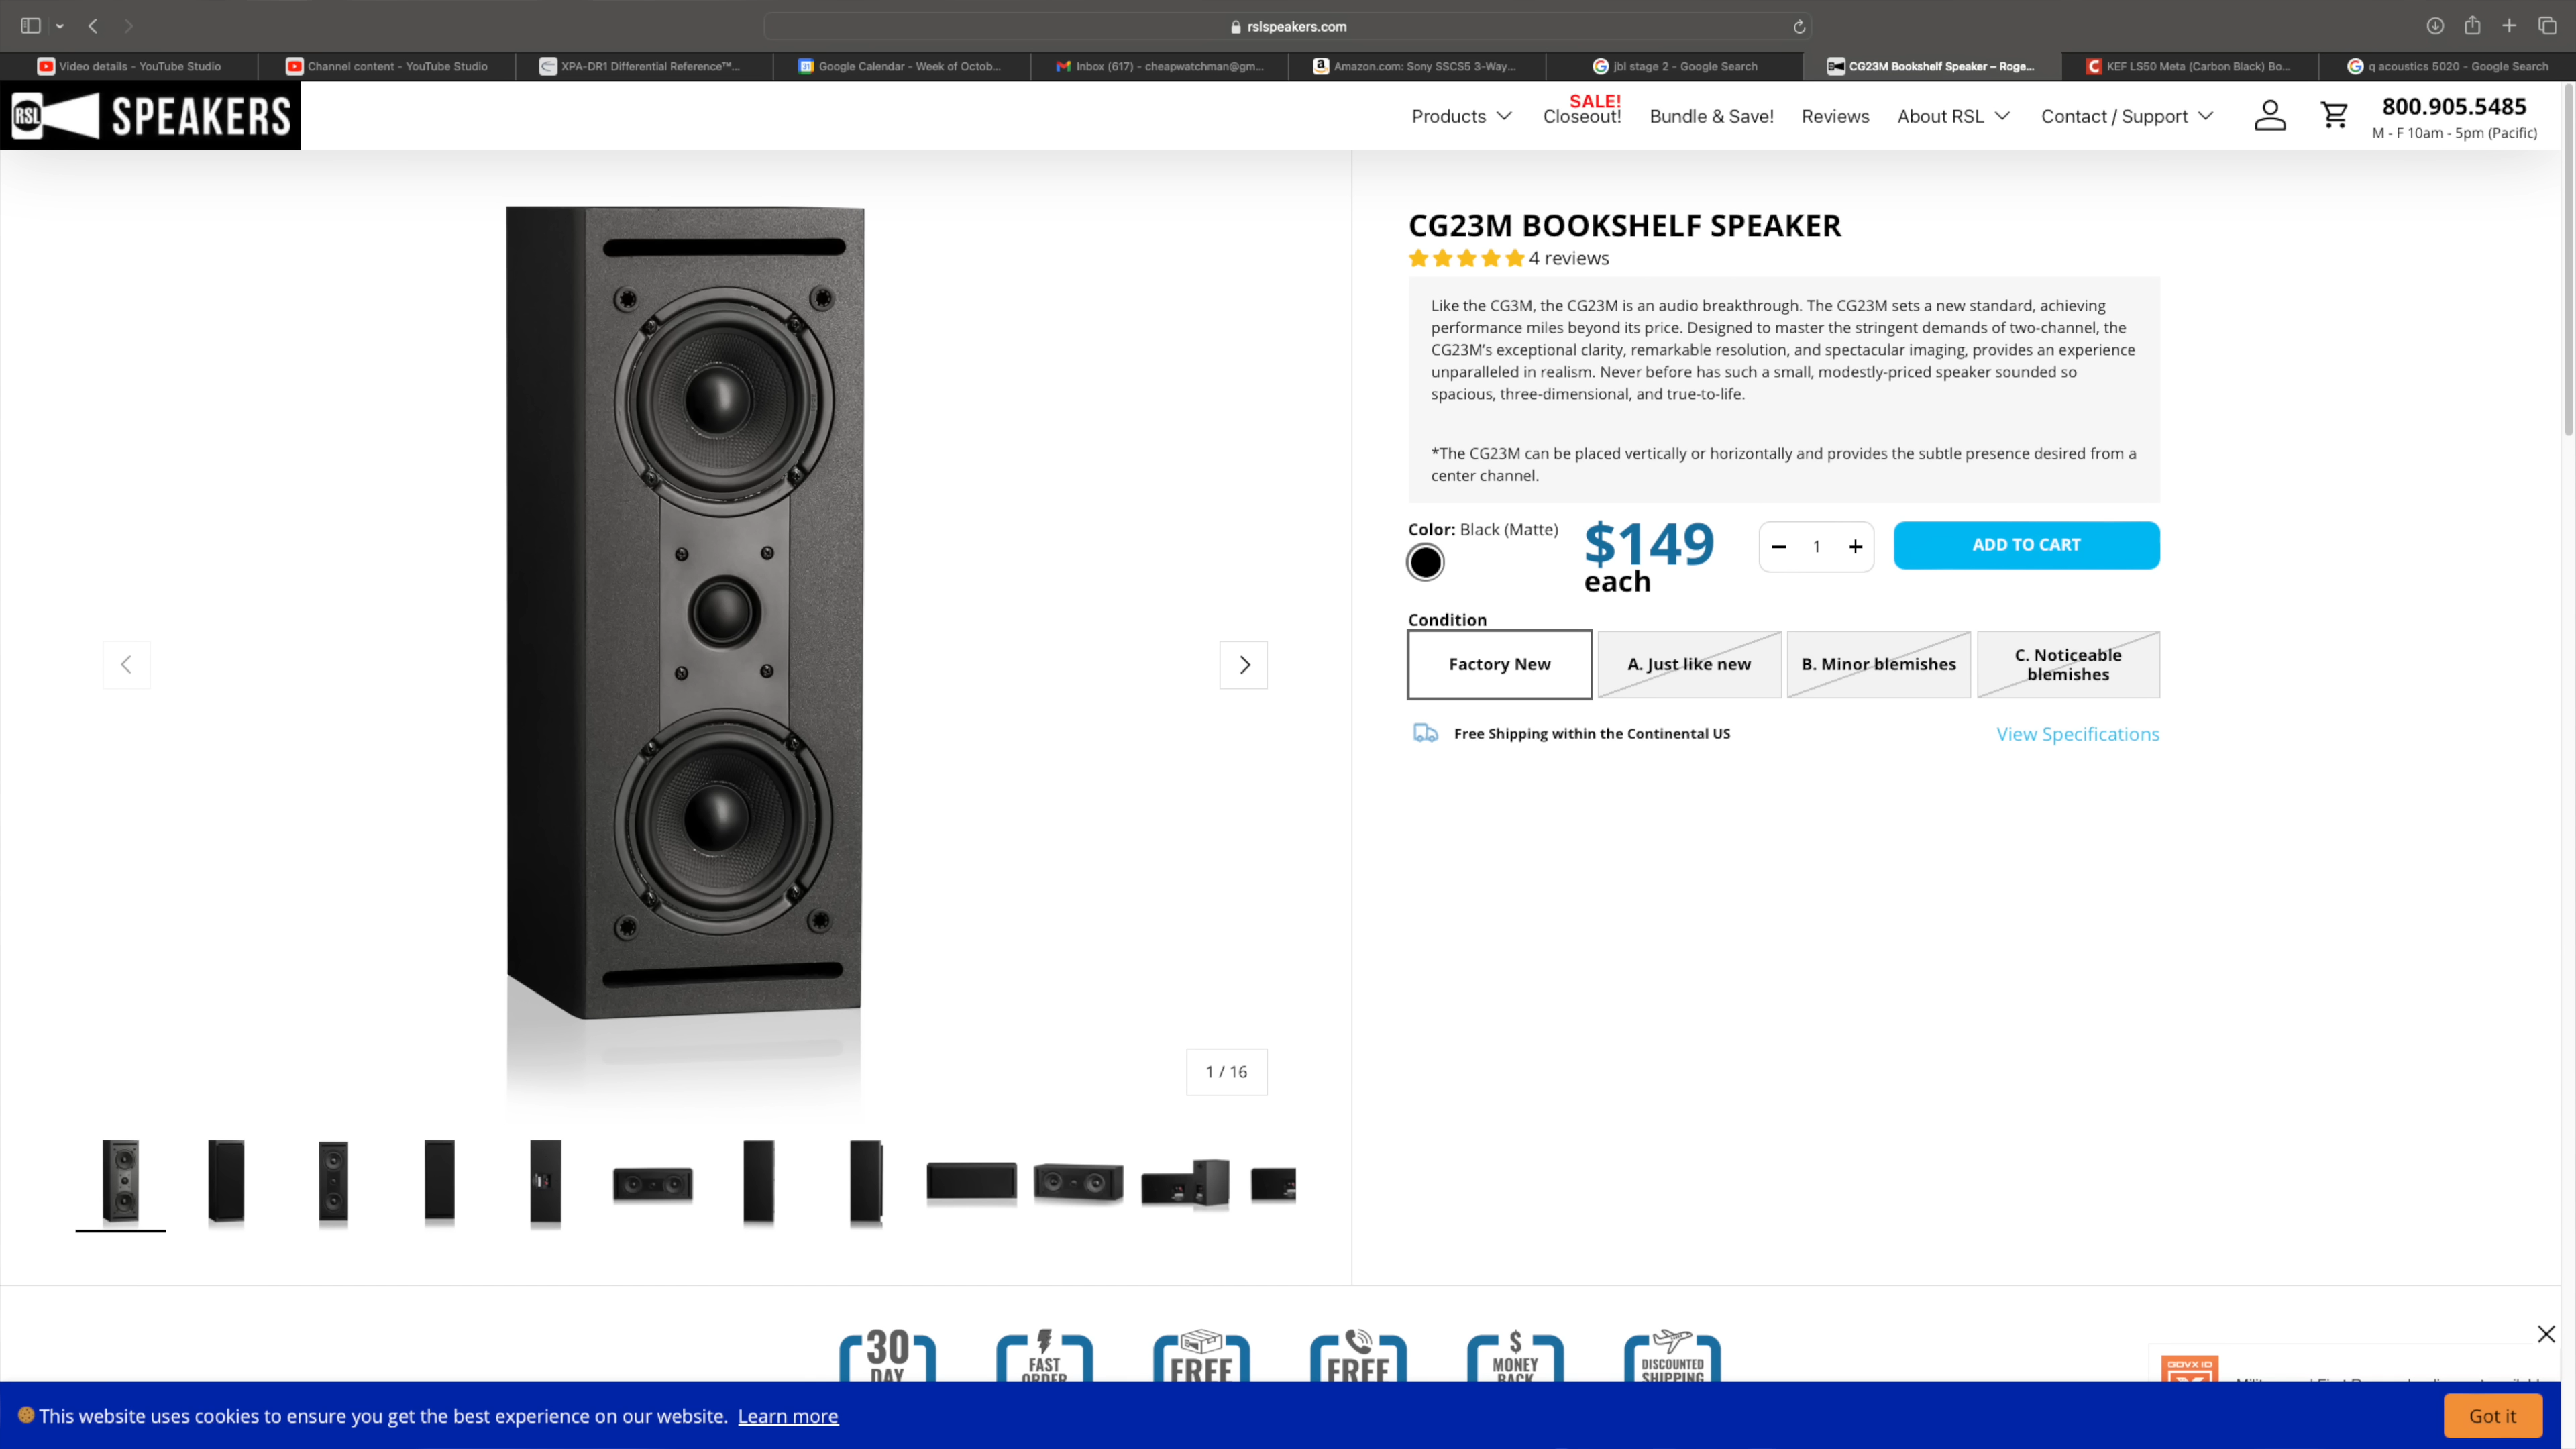 rslspeakers.com
Video details - YouTube Studio
Channel content - YouTube Studio
XPA-DR1 Differential Reference™...
Google Calendar - Week of Octob...
Inbox (617) - cheapwatchman@gm...
Amazon.com: Sony SSCS5 3-Way...
jbl stage 2 - Google Search
CG23M Bookshelf Speaker – Roge...
KEF LS50 Meta (Carbon Black) Bo...
q acoustics 5020 - Google Search
RSL SPEAKERS
Products
SALE!
Closeout!
Bundle & Save!
Reviews
About RSL
Contact / Support
800.905.5485
M - F 10am - 5pm (Pacific)
CG23M BOOKSHELF SPEAKER
4 reviews
Like the CG3M, the CG23M is an audio breakthrough. The CG23M sets a new standard, achieving
performance miles beyond its price. Designed to master the stringent demands of two-channel, the
CG23M’s exceptional clarity, remarkable resolution, and spectacular imaging, provides an experience
unparalleled in realism. Never before has such a small, modestly-priced speaker sounded so
spacious, three-dimensional, and true-to-life.
*The CG23M can be placed vertically or horizontally and provides the subtle presence desired from a
center channel.
Color: Black (Matte)
$149
each
1
ADD TO CART
Condition
Factory New
A. Just like new
B. Minor blemishes
C. Noticeable
blemishes
Free Shipping within the Continental US
View Specifications
1 / 16
30
DAY
FAST
ORDER
FREE
FREE
$
MONEY
BACK
DISCOUNTED
SHIPPING
GOVX ID
This website uses cookies to ensure you get the best experience on our website. Learn more
Got it